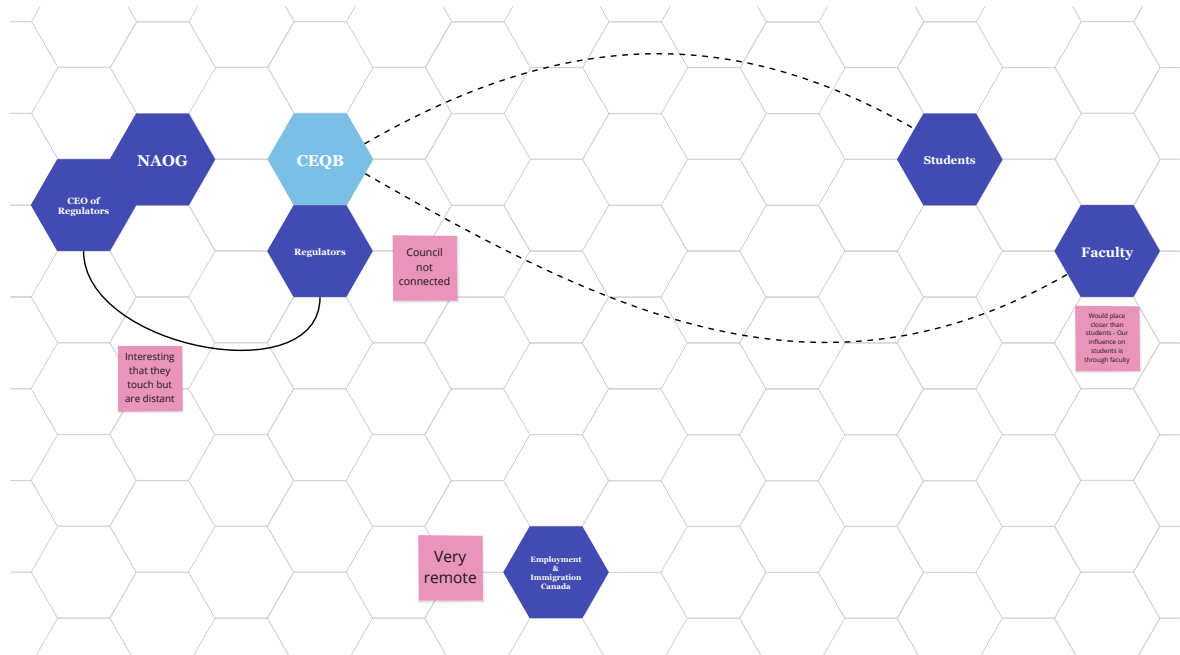 NAOG
CEQB
Students
CEO of
Regulators
Regulators
Council
not
connected
Faculty
Would place
closer than
students - Our
influence on
students is
through faculty
Interesting
that they
touch but
are distant
Very
remote
Employment
&
Immigration
Canada